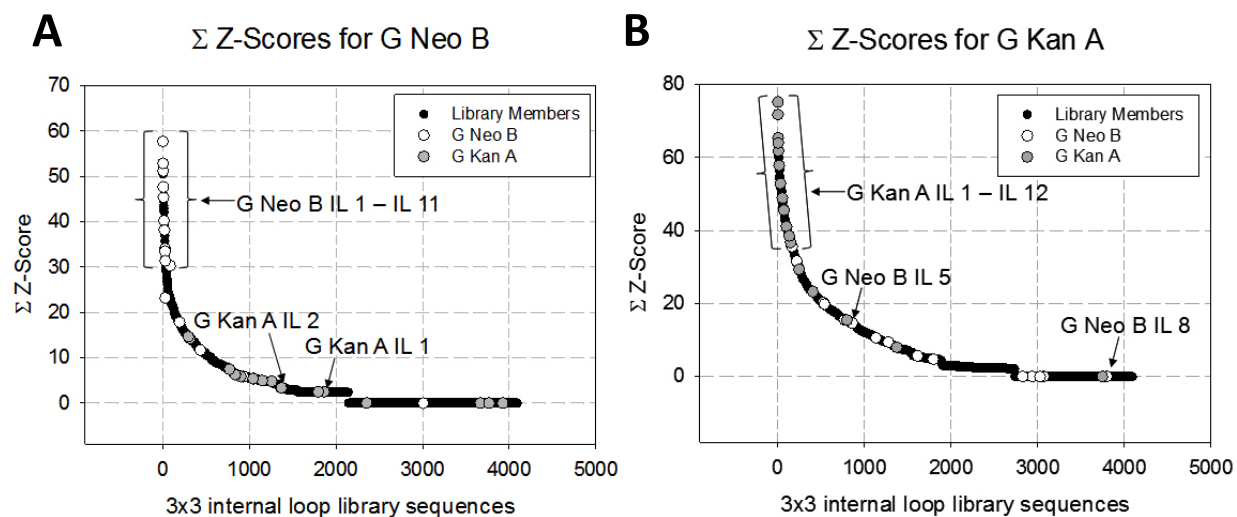 A
Σ Z-Scores for G Neo B
70
60
50
40
30
20
10
0
Σ Z-Score
Library Members
G Neo B
G Kan A
G Neo B IL 1 – IL 11
G Kan A IL 2
G Kan A IL 1
0
1000
2000
3000
4000
5000
3x3 internal loop library sequences
B
Σ Z-Scores for G Kan A
80
60
40
20
0
Σ Z-Score
Library Members
G Neo B
G Kan A
G Kan A IL 1 – IL 12
G Neo B IL 5
G Neo B IL 8
0
1000
2000
3000
4000
5000
3x3 internal loop library sequences